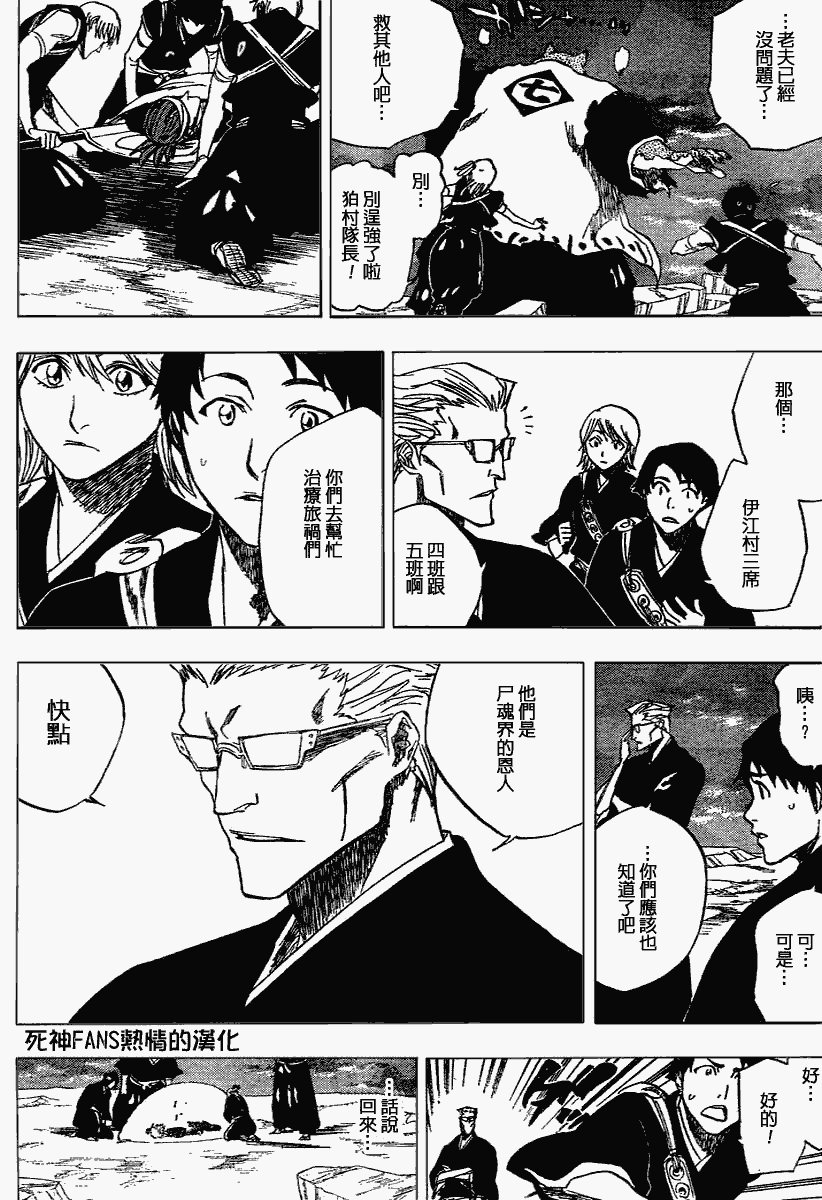 …老夫已經
沒問題了…
七
救其他人吧…
別…
別逞強了啦
狛村隊長！
那個…
伊江村三席
四班跟
五班啊
你們去幫忙
治療旅禍們
咦
…?
…你們應該也
知道了吧
可…
可是…
他們是
尸魂界的恩人
快點
死神FANS熱情的漢化
好…
好的！
…話說
回來…